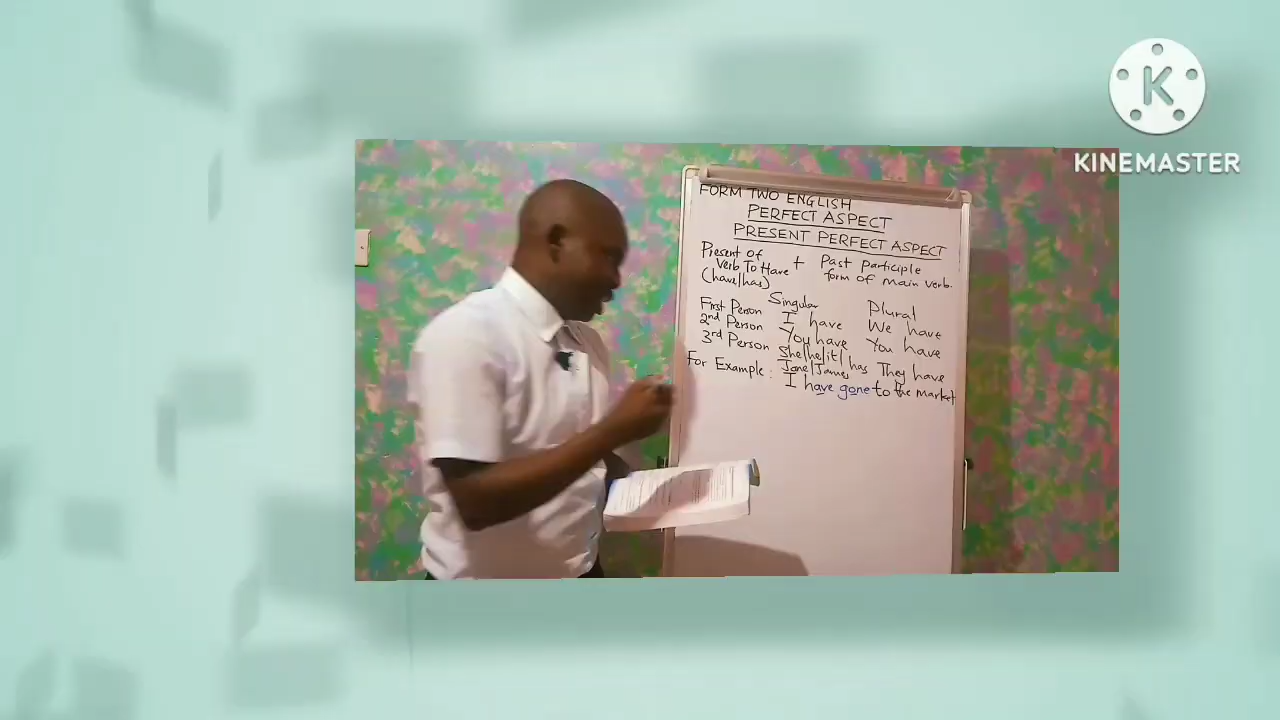 KINEMASTER
FORM TWO ENGLISH
PERFECT ASPECT
PRESENT PERFECT ASPECT
Present of + Past participle
verb To Have form of main verb.
(have/has)
Singular Plural
First Person I have We have
2nd Person You have You have
3rd Person She/he/it/ has They have
Jane/James
For Example: I have gone to the market